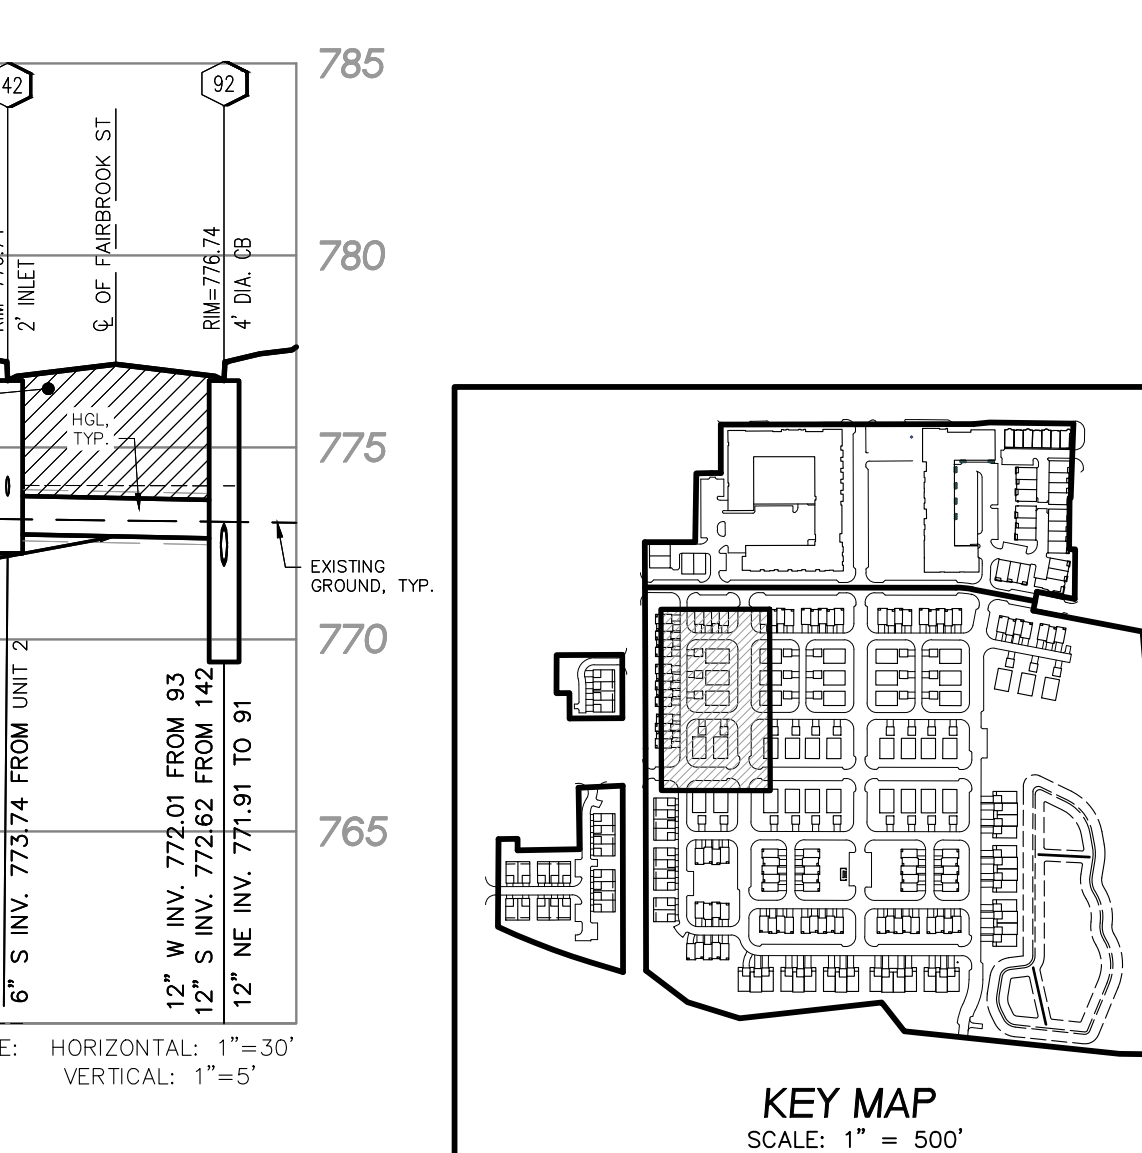 785
42
92
℄ OF FAIRBROOK ST
2' INLET
RIM=776.74
4' DIA. CB
780
HGL,
TYP.
775
EXISTING
GROUND, TYP.
770
6" S INV. 773.74 FROM UNIT 2
12" W INV. 772.01 FROM 93
12" S INV. 772.62 FROM 142
12" NE INV. 771.91 TO 91
765
E: HORIZONTAL: 1"=30'
VERTICAL: 1"=5'
KEY MAP
SCALE: 1" = 500'